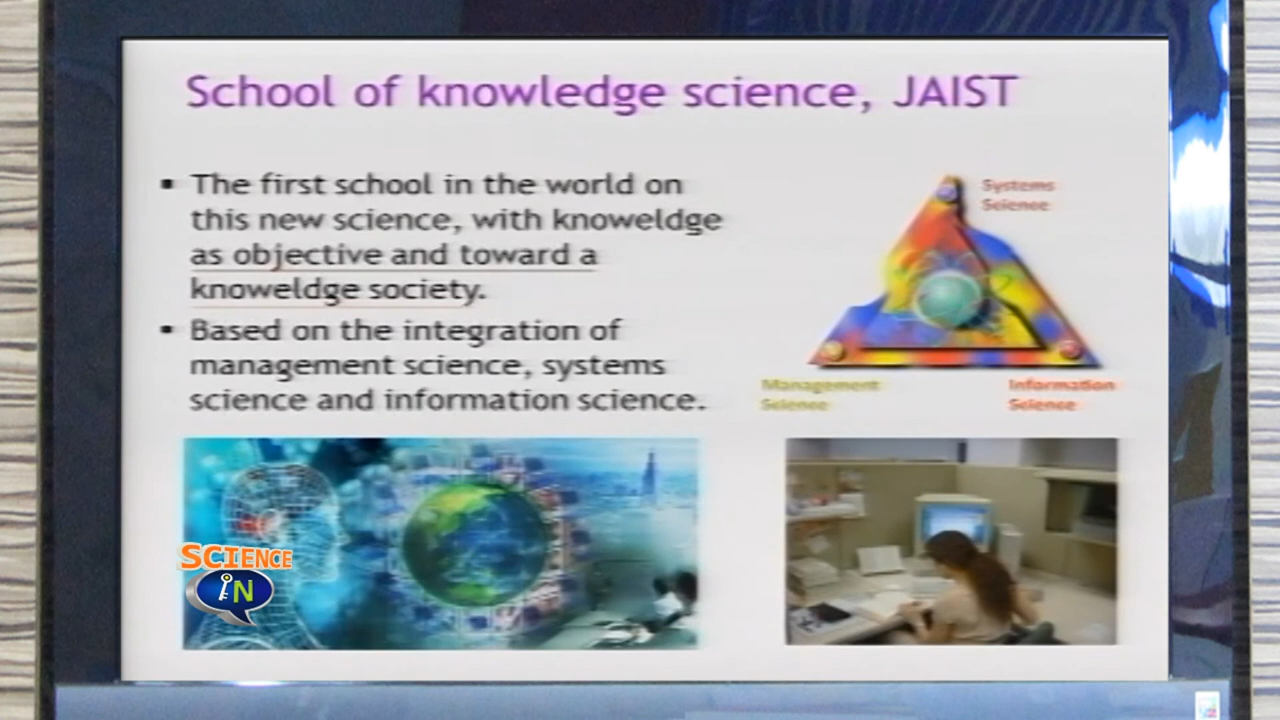 School of knowledge science, JAIST
▪ The first school in the world on
this new science, with knoweldge
as objective and toward a
knoweldge society.
▪ Based on the integration of
management science, systems
science and information science.
Systems
Science
Management
Science
Information
Science
SCIENCE
iN